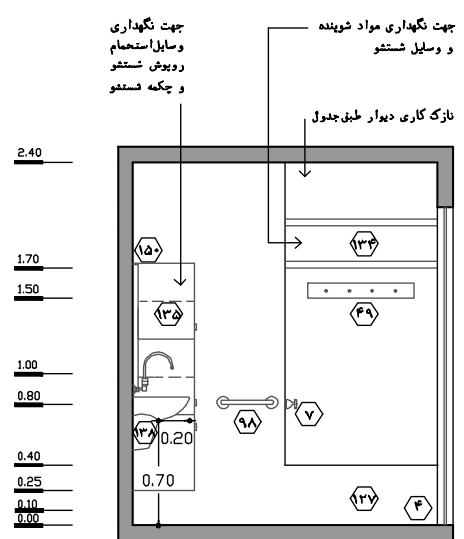 جهت نگهداری
وسایل‌استحمام
روپوش شستشو
و چکمه شستشو
جهت نگهداری مواد شوینده
و وسایل شستشو
نازک کاری دیوار طبق‌جدول
2.40
1.70
1.50
1.00
0.80
0.40
0.25
0.10
0.00
۱۵۰
۱۳۴
۱۳۵
۴۹
۷
۹۸
۱۳۸
0.20
0.70
۱۲۷
۴